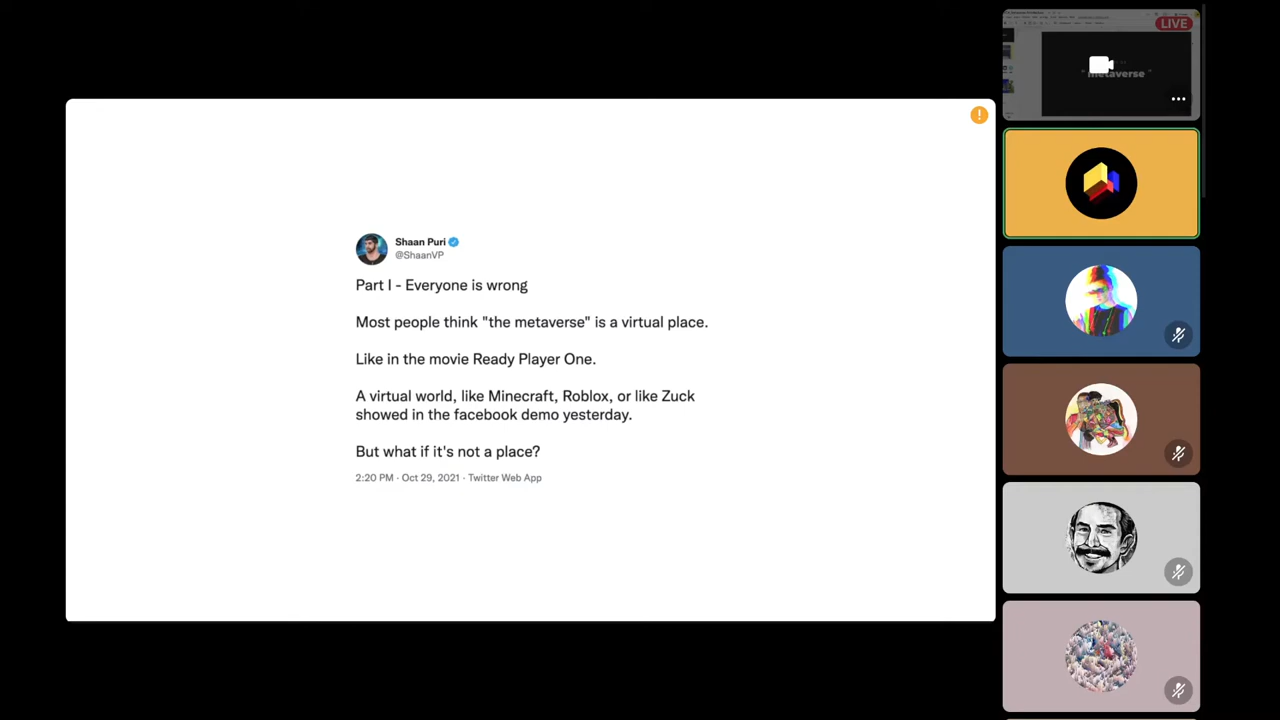 LIVE
metaverse
Shaan Puri
@ShaanVP
Part I - Everyone is wrong
Most people think "the metaverse" is a virtual place.
Like in the movie Ready Player One.
A virtual world, like Minecraft, Roblox, or like Zuck
showed in the facebook demo yesterday.
But what if it's not a place?
2:20 PM · Oct 29, 2021 · Twitter Web App